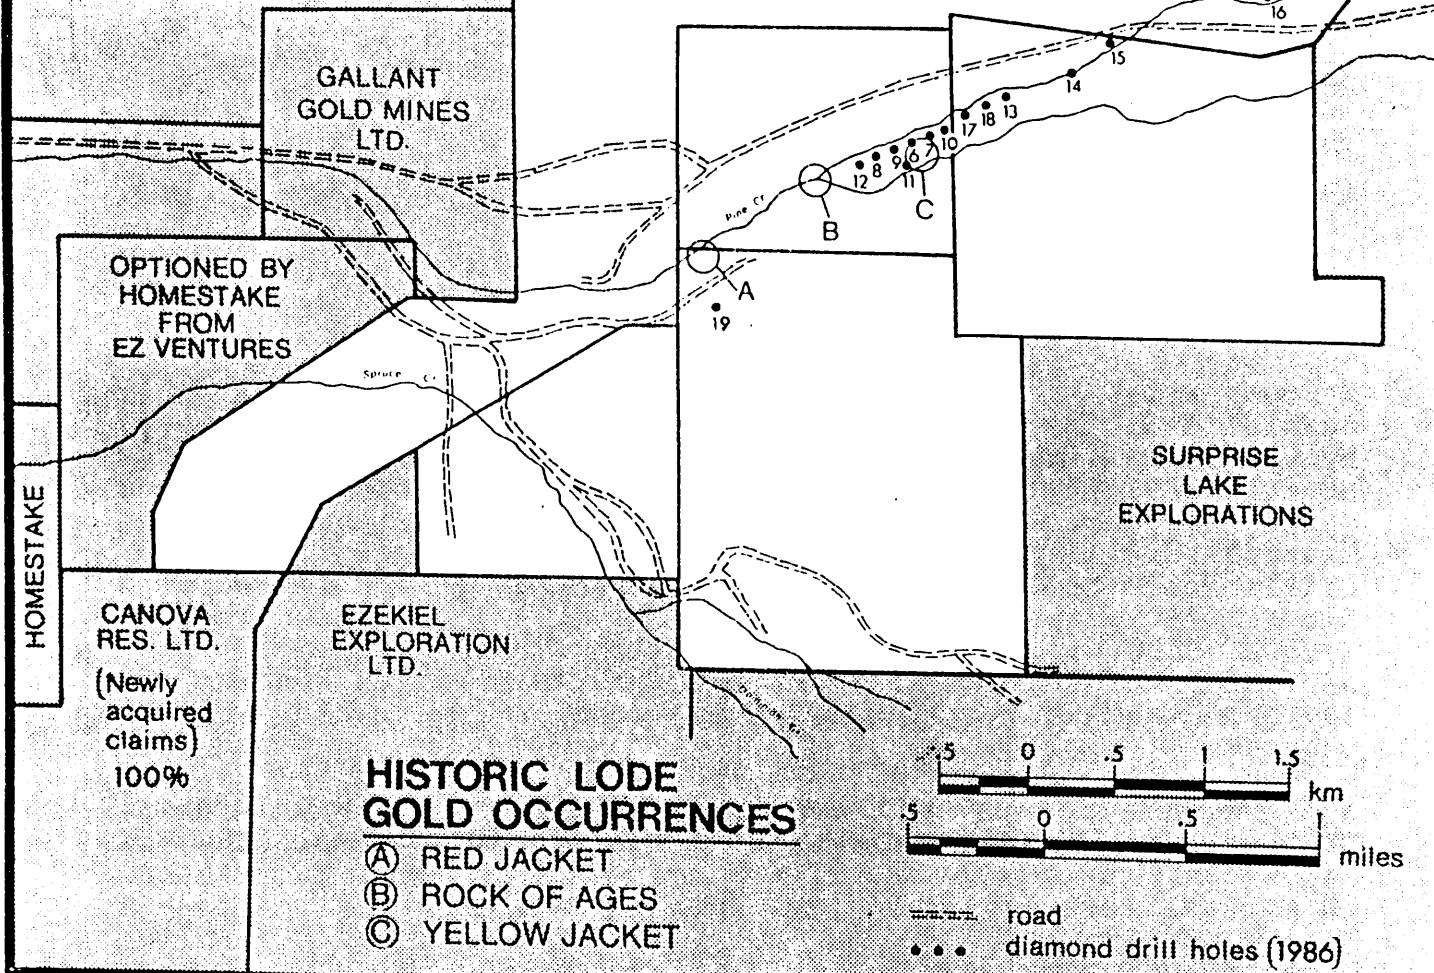 16
15
14
13
18
17
10
7
6
9
8
12
11
C
B
A
19
GALLANT
GOLD MINES
LTD.
Pine Cr.
OPTIONED BY
HOMESTAKE
FROM
EZ VENTURES
Spruce Cr.
SURPRISE
LAKE
EXPLORATIONS
HOMESTAKE
CANOVA
RES. LTD.
(Newly
acquired
claims)
100%
EZEKIEL
EXPLORATION
LTD.
HISTORIC LODE
GOLD OCCURRENCES
A RED JACKET
B ROCK OF AGES
C YELLOW JACKET
.5 0 .5 1 1.5
km
.5 0 .5 1
miles
road
diamond drill holes (1986)